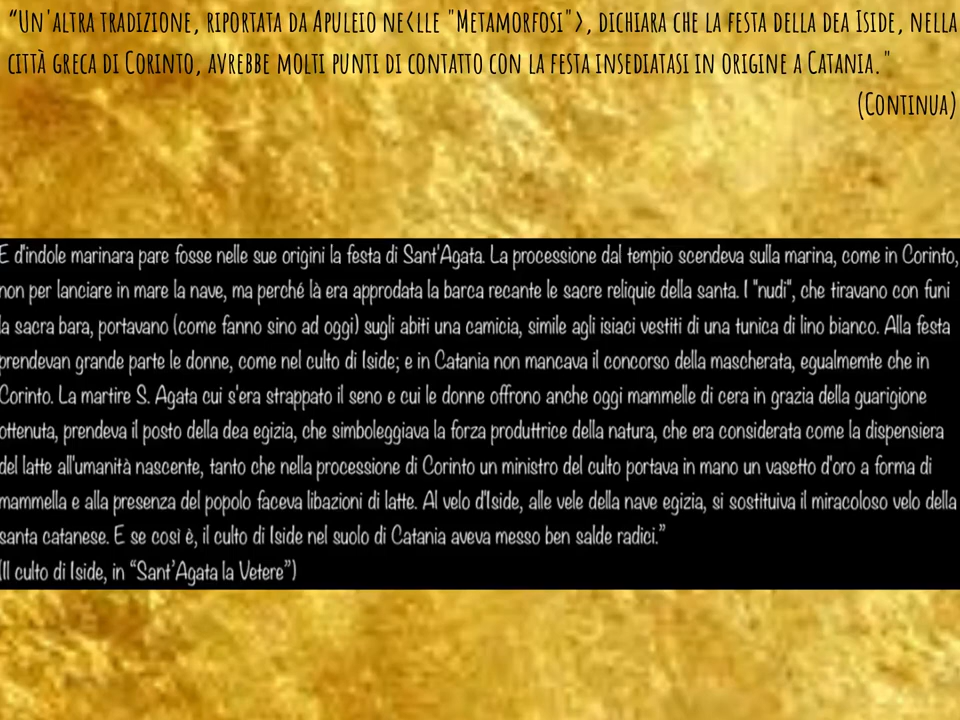 “Un'altra tradizione, riportata da Apuleio ne<lle "Metamorfosi">, dichiara che la festa della dea Iside, nella
città greca di Corinto, avrebbe molti punti di contatto con la festa insediatasi in origine a Catania."
(Continua)
E d'indole marinara pare fosse nelle sue origini la festa di Sant'Agata. La processione dal tempio scendeva sulla marina, come in Corinto,
non per lanciare in mare la nave, ma perché là era approdata la barca recante le sacre reliquie della santa. I "nudi", che tiravano con funi
la sacra bara, portavano (come fanno sino ad oggi) sugli abiti una camicia, simile agli isiaci vestiti di una tunica di lino bianco. Alla festa
prendevan grande parte le donne, come nel culto di Iside; e in Catania non mancava il concorso della mascherata, egualmemte che in
Corinto. La martire S. Agata cui s'era strappato il seno e cui le donne offrono anche oggi mammelle di cera in grazia della guarigione
ottenuta, prendeva il posto della dea egizia, che simboleggiava la forza produttrice della natura, che era considerata come la dispensiera
del latte all'umanità nascente, tanto che nella processione di Corinto un ministro del culto portava in mano un vasetto d'oro a forma di
mammella e alla presenza del popolo faceva libazioni di latte. Al velo d'Iside, alle vele della nave egizia, si sostituiva il miracoloso velo della
santa catanese. E se così è, il culto di Iside nel suolo di Catania aveva messo ben salde radici.”
(Il culto di Iside, in “Sant’Agata la Vetere”)